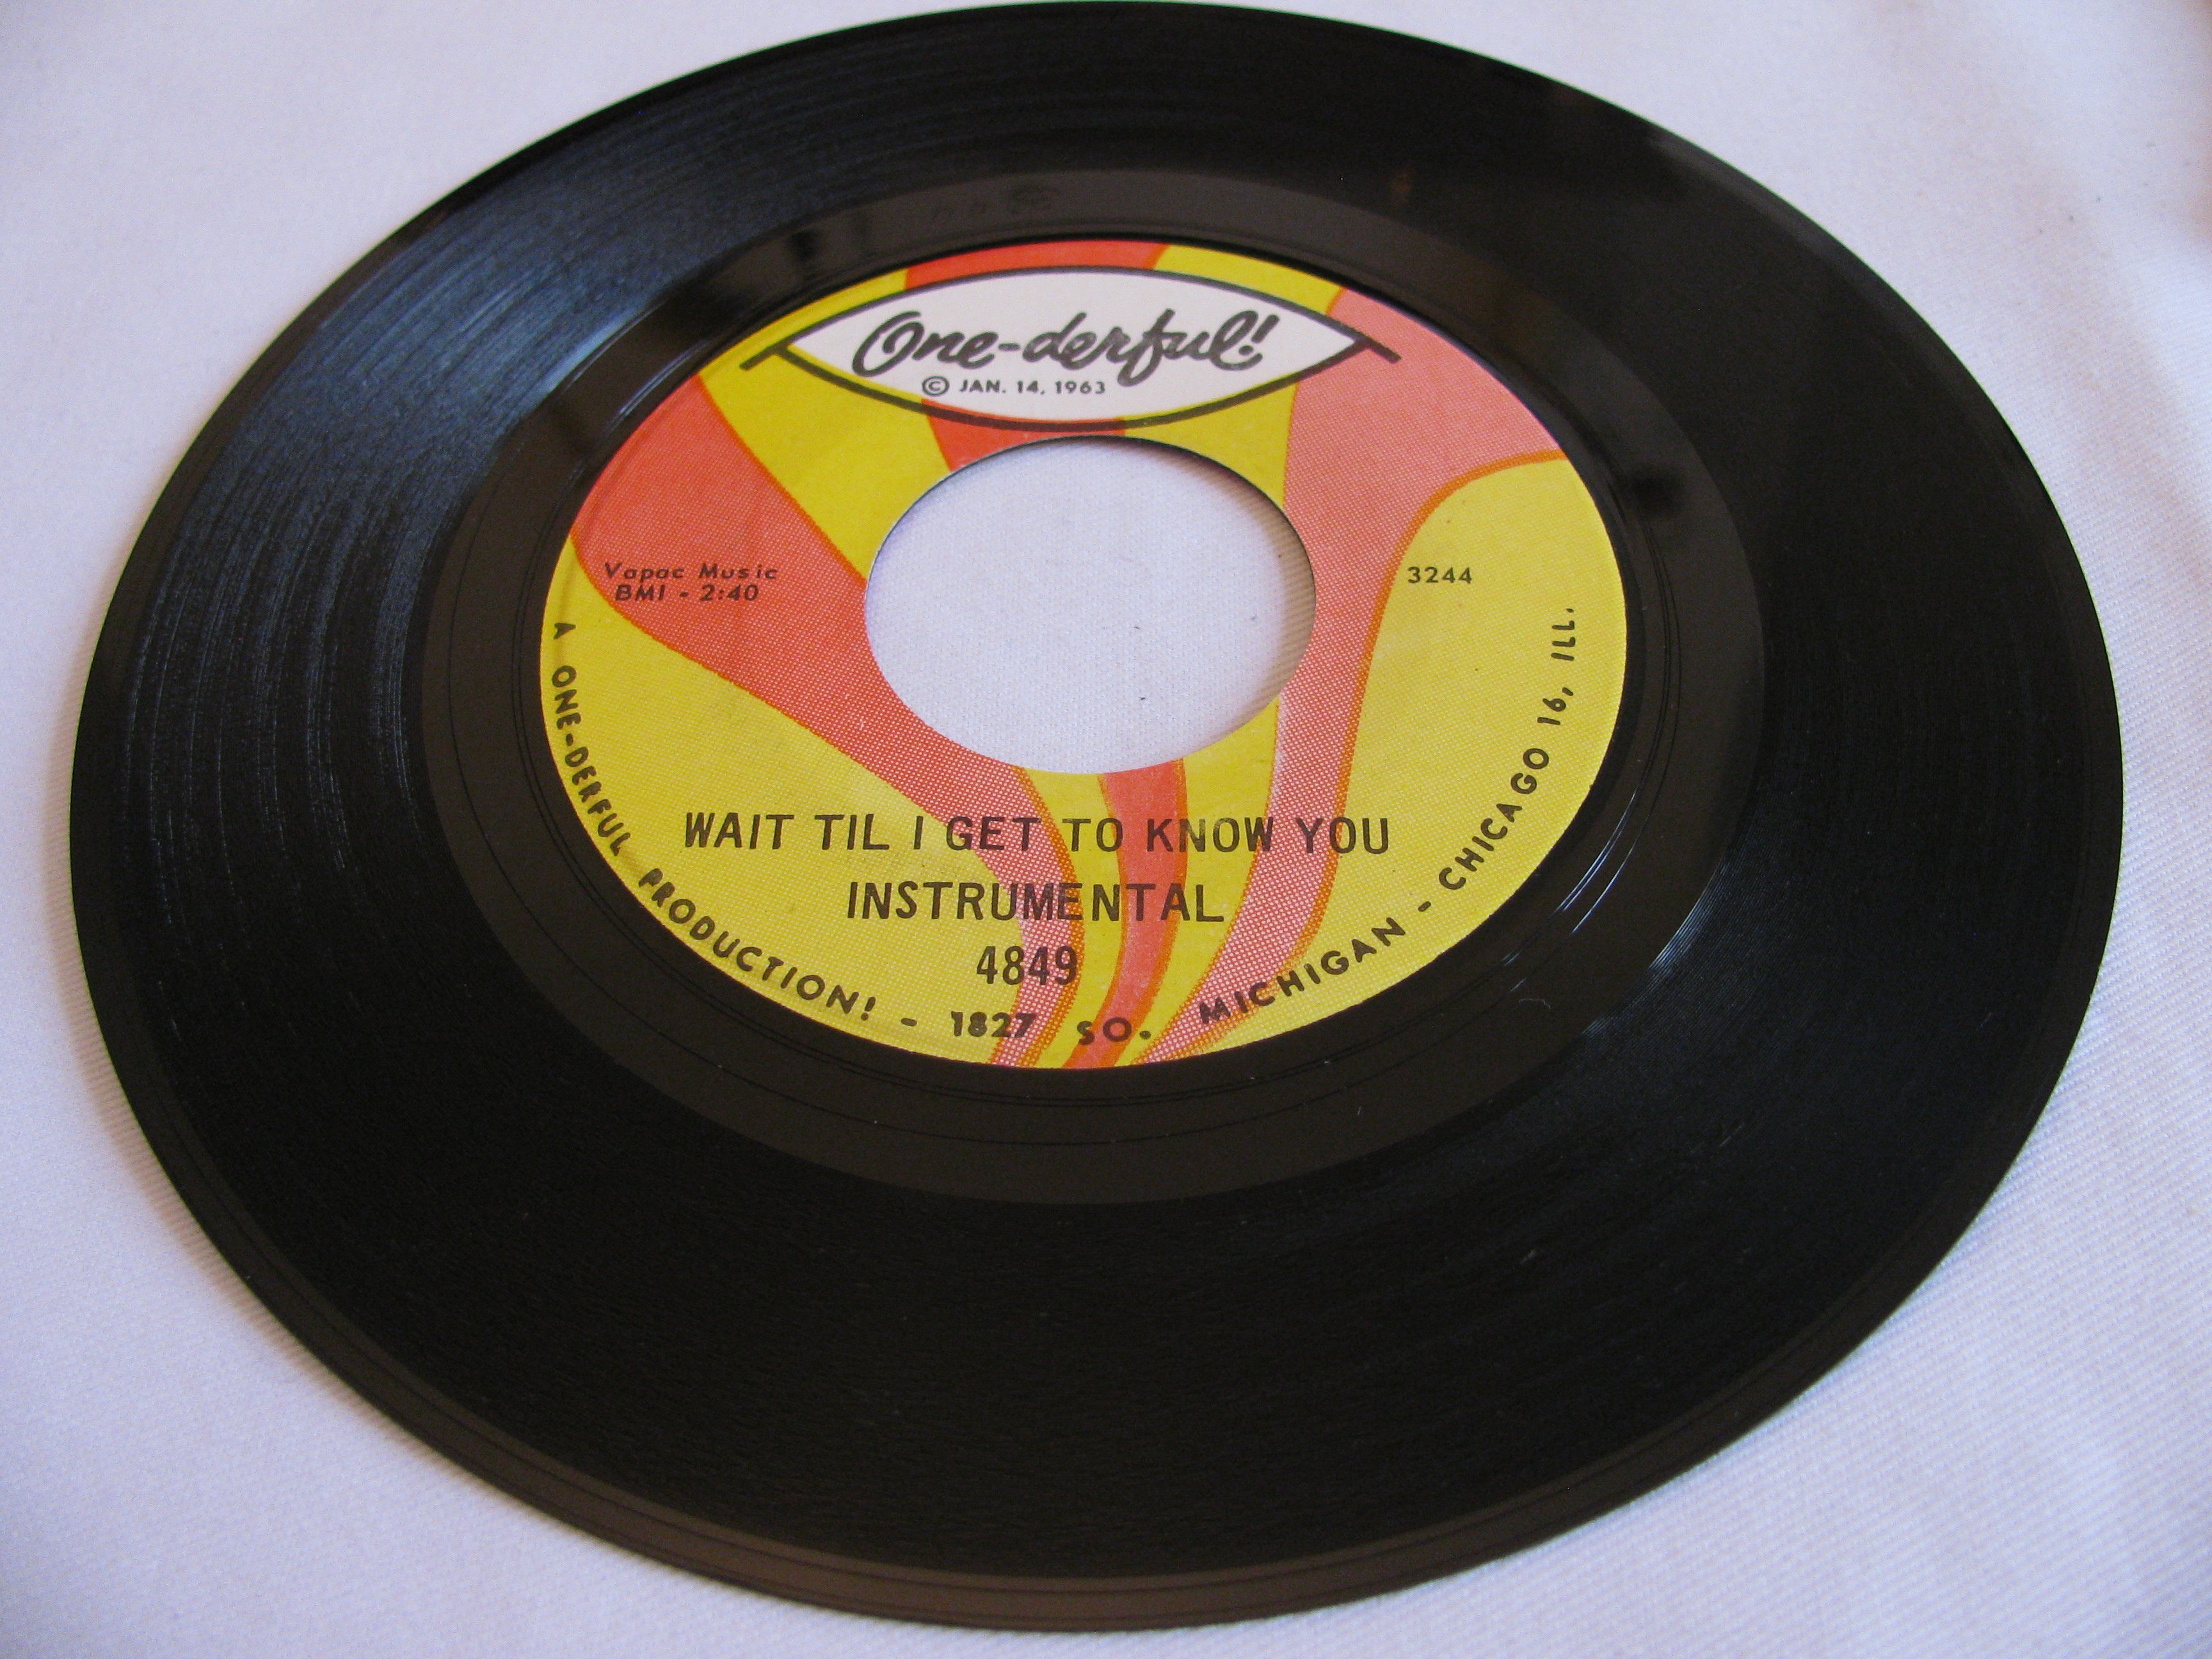 One-derful!
© JAN. 14, 1963
Vapac Music
BMI - 2:40
3244
WAIT TIL I GET TO KNOW YOU
INSTRUMENTAL
4849
A ONE-DERFUL PRODUCTION! - 1827 SO. MICHIGAN - CHICAGO 16, ILL.